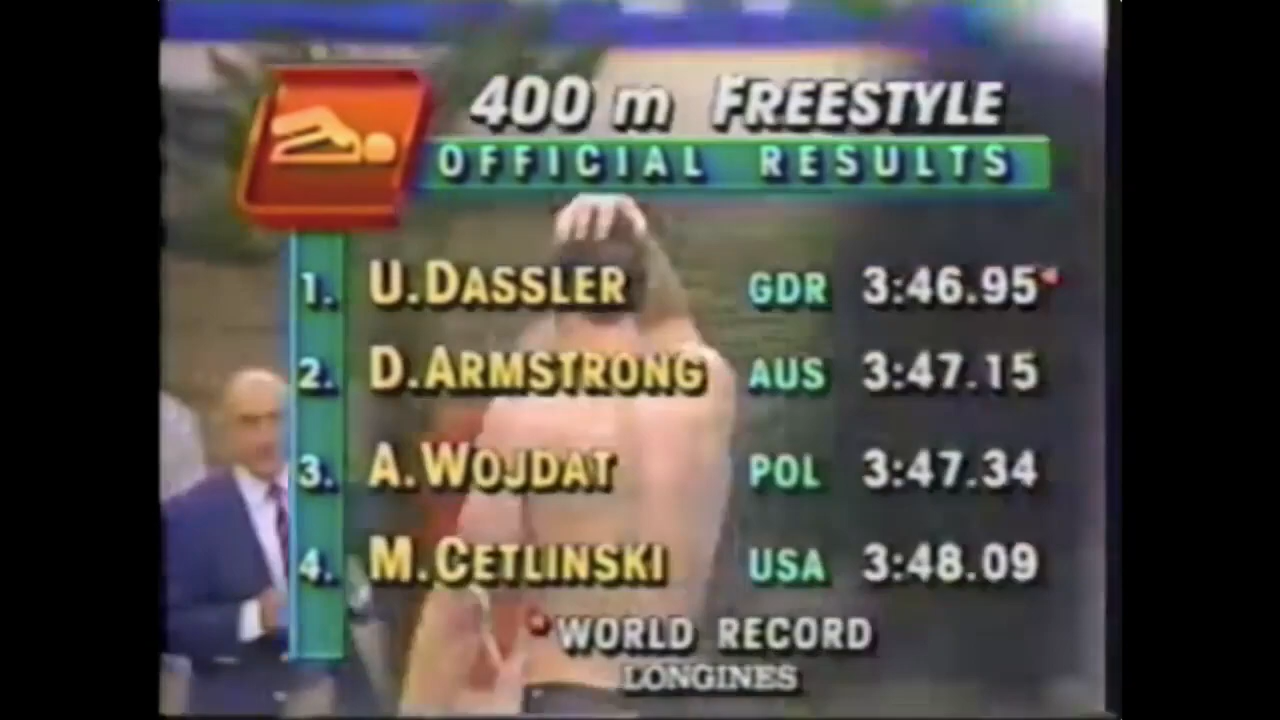 400 m FREESTYLE
OFFICIAL RESULTS
1. U.DASSLER GDR 3:46.95*
2. D.ARMSTRONG AUS 3:47.15
3. A.WOJDAT POL 3:47.34
4. M.CETLINSKI USA 3:48.09
*WORLD RECORD
LONGINES